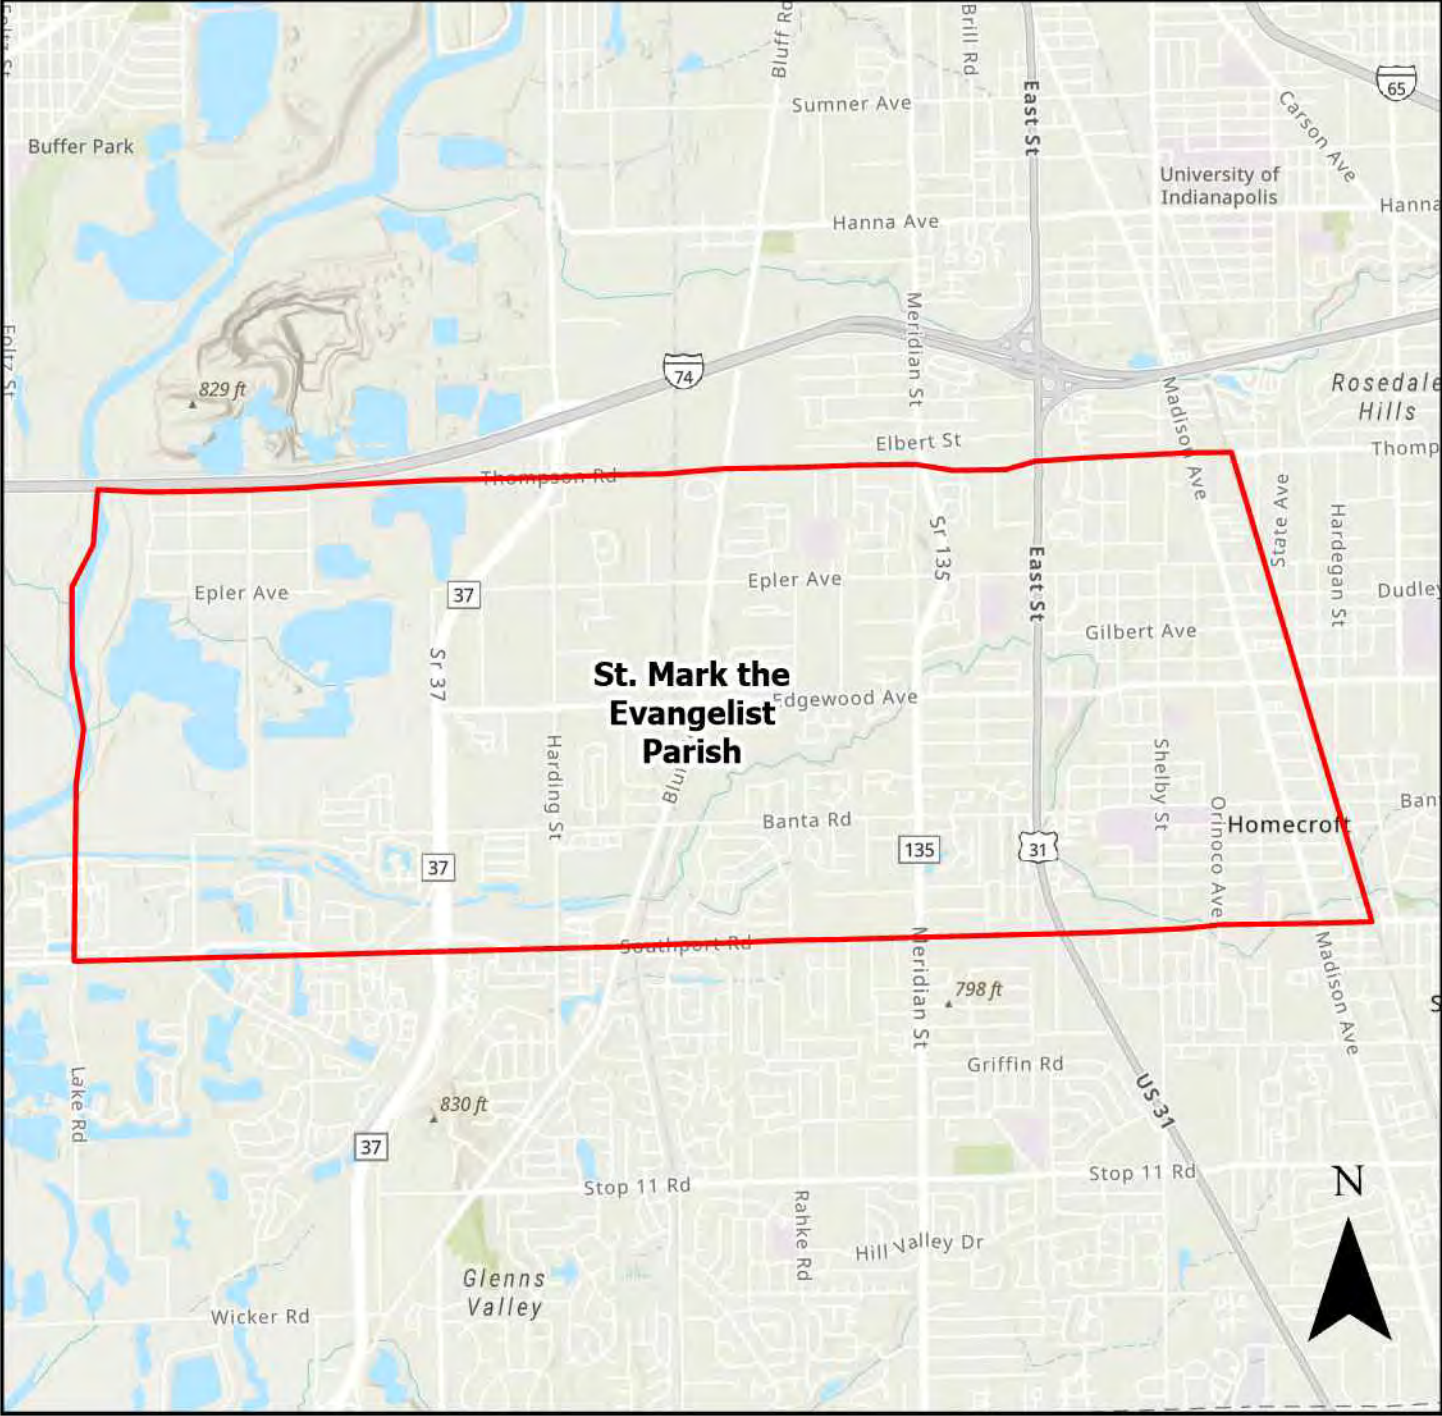 Foltz St
Bluff Rd
Brill Rd
65
East St
Sumner Ave
Carson Ave
Buffer Park
University of
Indianapolis
Hanna
Hanna Ave
Meridian St
Foltz St
74
829 ft
Madison Ave
Rosedale
Hills
Elbert St
Thomp
Thompson Rd
State Ave
Hardegan St
Sr 135
East St
Epler Ave
Epler Ave
37
Dudley
Gilbert Ave
Sr 37
St. Mark the
Evangelist
Parish
Edgewood Ave
Harding St
Bluf
Shelby St
Orinoco Ave
Banta Rd
Ban
Homecroft
135
31
37
Southport Rd
Meridian St
Madison Ave
798 ft
S
Griffin Rd
Lake Rd
US 31
830 ft
37
Stop 11 Rd
Stop 11 Rd
N
Rahke Rd
Hill Valley Dr
Glenns
Valley
Wicker Rd